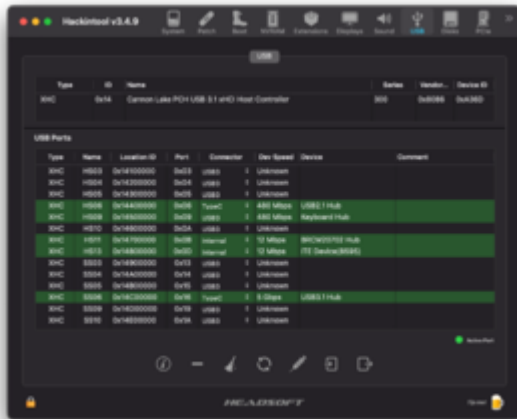 Hackintool v3.4.9
System Patch Boot NVRAM Extensions Displays Sound USB Disks PCIe
USB
Type ID Name Series Vendor... Device ID
XHC 0x14 Cannon Lake PCH USB 3.1 xHCI Host Controller 300 0x8086 0xA36D
USB Ports
Type Name Location ID Port Connector Dev Speed Device Comment
XHC HS03 0x14100000 0x03 USB3 Unknown
XHC HS04 0x14200000 0x04 USB3 Unknown
XHC HS05 0x14300000 0x05 USB3 Unknown
XHC 0x14400000 TypeC 480 Mbps USB2.1 Hub
XHC 0x14500000 USB3 480 Mbps Keyboard Hub
XHC HS10 0x14600000 0x0A USB3 Unknown
XHC HS11 0x14700000 0x0B Internal 12 Mbps BRCM20702 Hub
XHC HS13 0x14800000 0x0D Internal 12 Mbps ITE Device(8595)
XHC SS03 0x14900000 0x13 USB3 Unknown
XHC SS04 0x14A00000 0x14 USB3 Unknown
XHC SS05 0x14B00000 0x15 USB3 Unknown
XHC SS06 0x14C00000 0x16 TypeC 5 Gbps USB3.1 Hub
XHC SS09 0x14D00000 0x19 USB3 Unknown
XHC SS10 0x14E00000 0x1A USB3 Unknown
Active Port
HEADSOFT